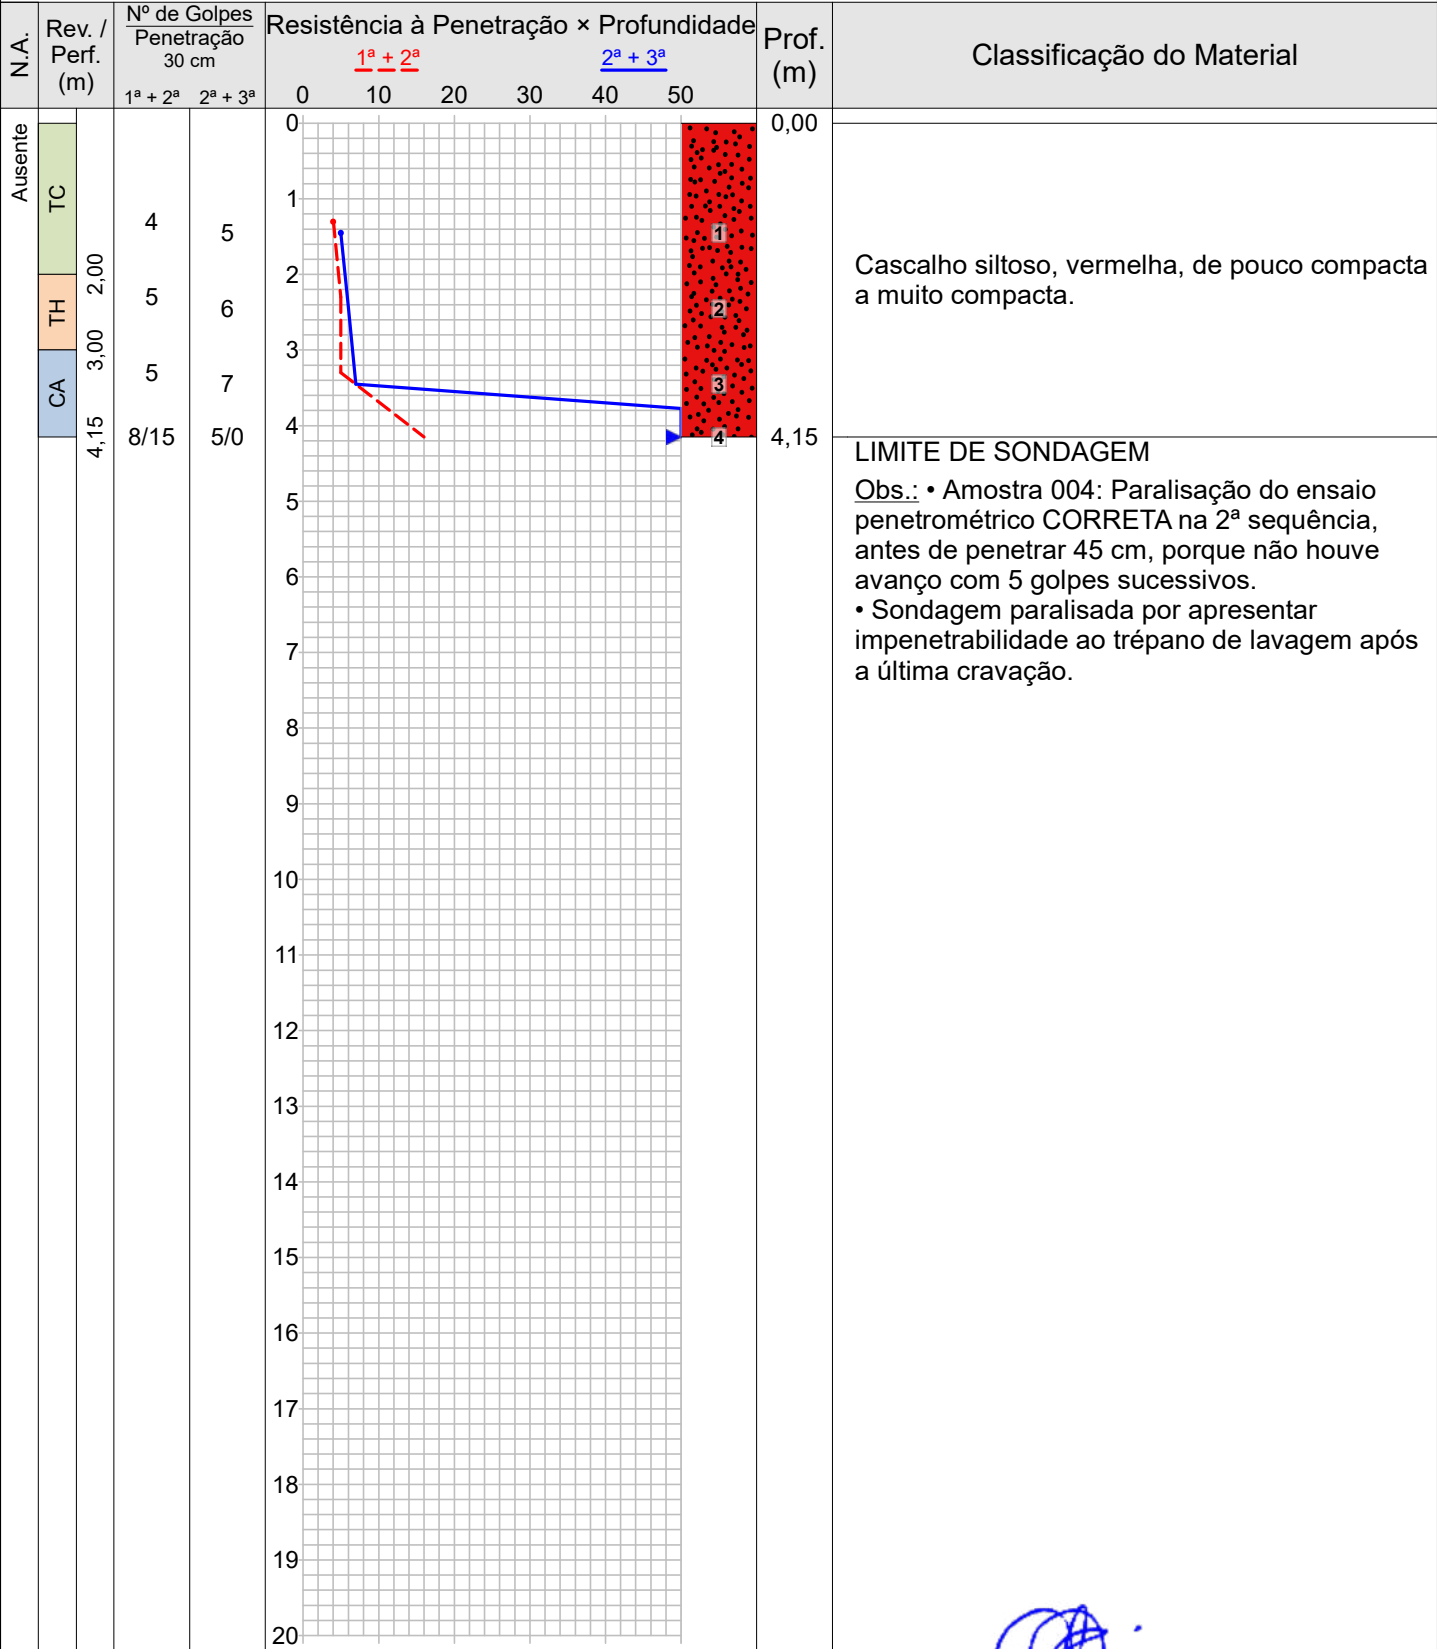 N.A.
Rev. /
Perf.
(m)
Nº de Golpes
Penetração
30 cm
1ª + 2ª 2ª + 3ª
Resistência à Penetração × Profundidade
1ª + 2ª 2ª + 3ª
0 10 20 30 40 50
Prof.
(m)
Classificação do Material
Ausente
TC
2,00
TH
3,00
CA
4,15
4 5
5 6
5 7
8/15 5/0
0
1
2
3
4
5
6
7
8
9
10
11
12
13
14
15
16
17
18
19
20
1
2
3
4
0,00
4,15
Cascalho siltoso, vermelha, de pouco compacta
a muito compacta.
LIMITE DE SONDAGEM
Obs.: • Amostra 004: Paralisação do ensaio
penetrométrico CORRETA na 2ª sequência,
antes de penetrar 45 cm, porque não houve
avanço com 5 golpes sucessivos.
• Sondagem paralisada por apresentar
impenetrabilidade ao trépano de lavagem após
a última cravação.